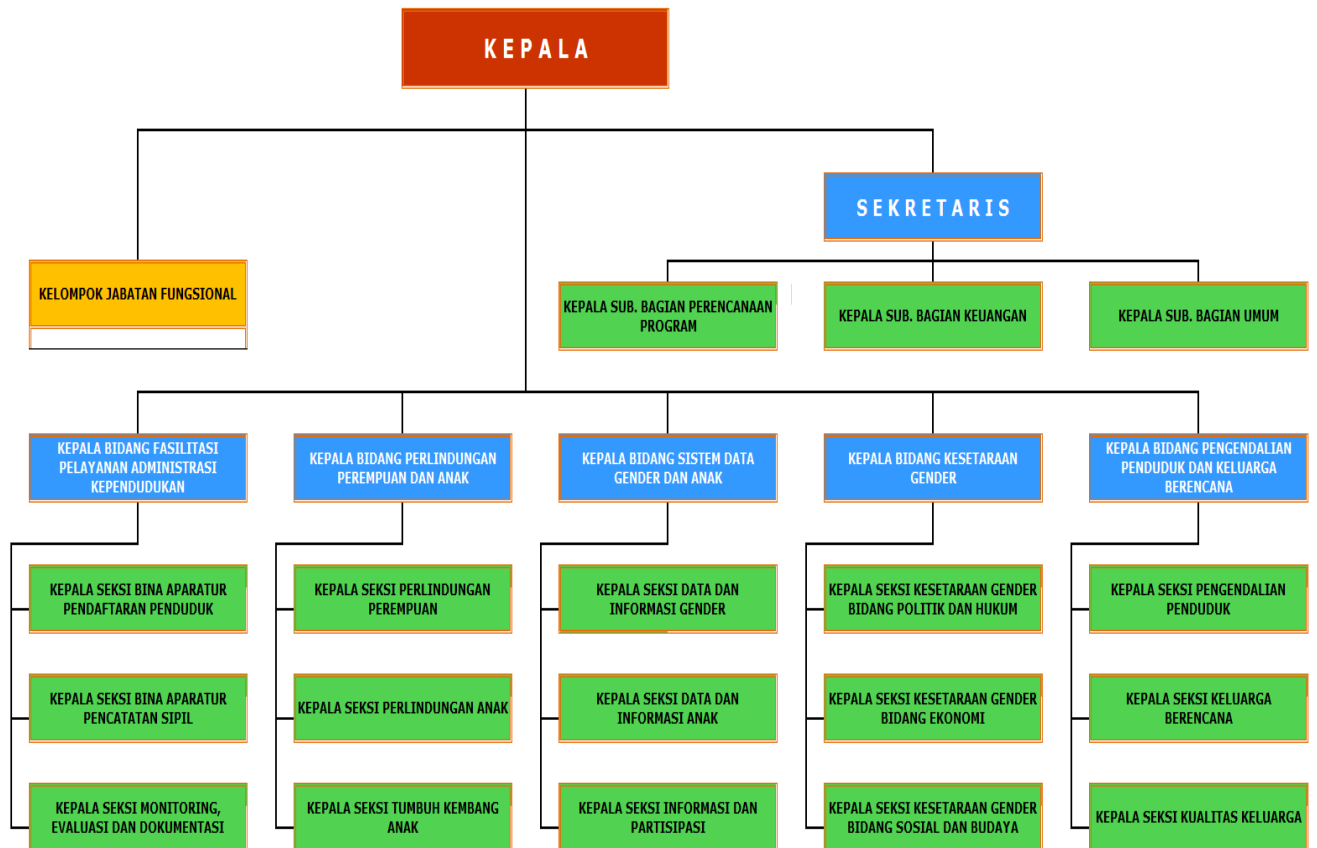 KEPALA
SEKRETARIS
KELOMPOK JABATAN FUNGSIONAL
KEPALA SUB. BAGIAN PERENCANAAN
PROGRAM
KEPALA SUB. BAGIAN KEUANGAN
KEPALA SUB. BAGIAN UMUM
KEPALA BIDANG FASILITASI
PELAYANAN ADMINISTRASI
KEPENDUDUKAN
KEPALA BIDANG PERLINDUNGAN
PEREMPUAN DAN ANAK
KEPALA BIDANG SISTEM DATA
GENDER DAN ANAK
KEPALA BIDANG KESETARAAN
GENDER
KEPALA BIDANG PENGENDALIAN
PENDUDUK DAN KELUARGA
BERENCANA
KEPALA SEKSI BINA APARATUR
PENDAFTARAN PENDUDUK
KEPALA SEKSI PERLINDUNGAN
PEREMPUAN
KEPALA SEKSI DATA DAN
INFORMASI GENDER
KEPALA SEKSI KESETARAAN GENDER
BIDANG POLITIK DAN HUKUM
KEPALA SEKSI PENGENDALIAN
PENDUDUK
KEPALA SEKSI BINA APARATUR
PENCATATAN SIPIL
KEPALA SEKSI PERLINDUNGAN ANAK
KEPALA SEKSI DATA DAN
INFORMASI ANAK
KEPALA SEKSI KESETARAAN GENDER
BIDANG EKONOMI
KEPALA SEKSI KELUARGA
BERENCANA
KEPALA SEKSI MONITORING,
EVALUASI DAN DOKUMENTASI
KEPALA SEKSI TUMBUH KEMBANG
ANAK
KEPALA SEKSI INFORMASI DAN
PARTISIPASI
KEPALA SEKSI KESETARAAN GENDER
BIDANG SOSIAL DAN BUDAYA
KEPALA SEKSI KUALITAS KELUARGA